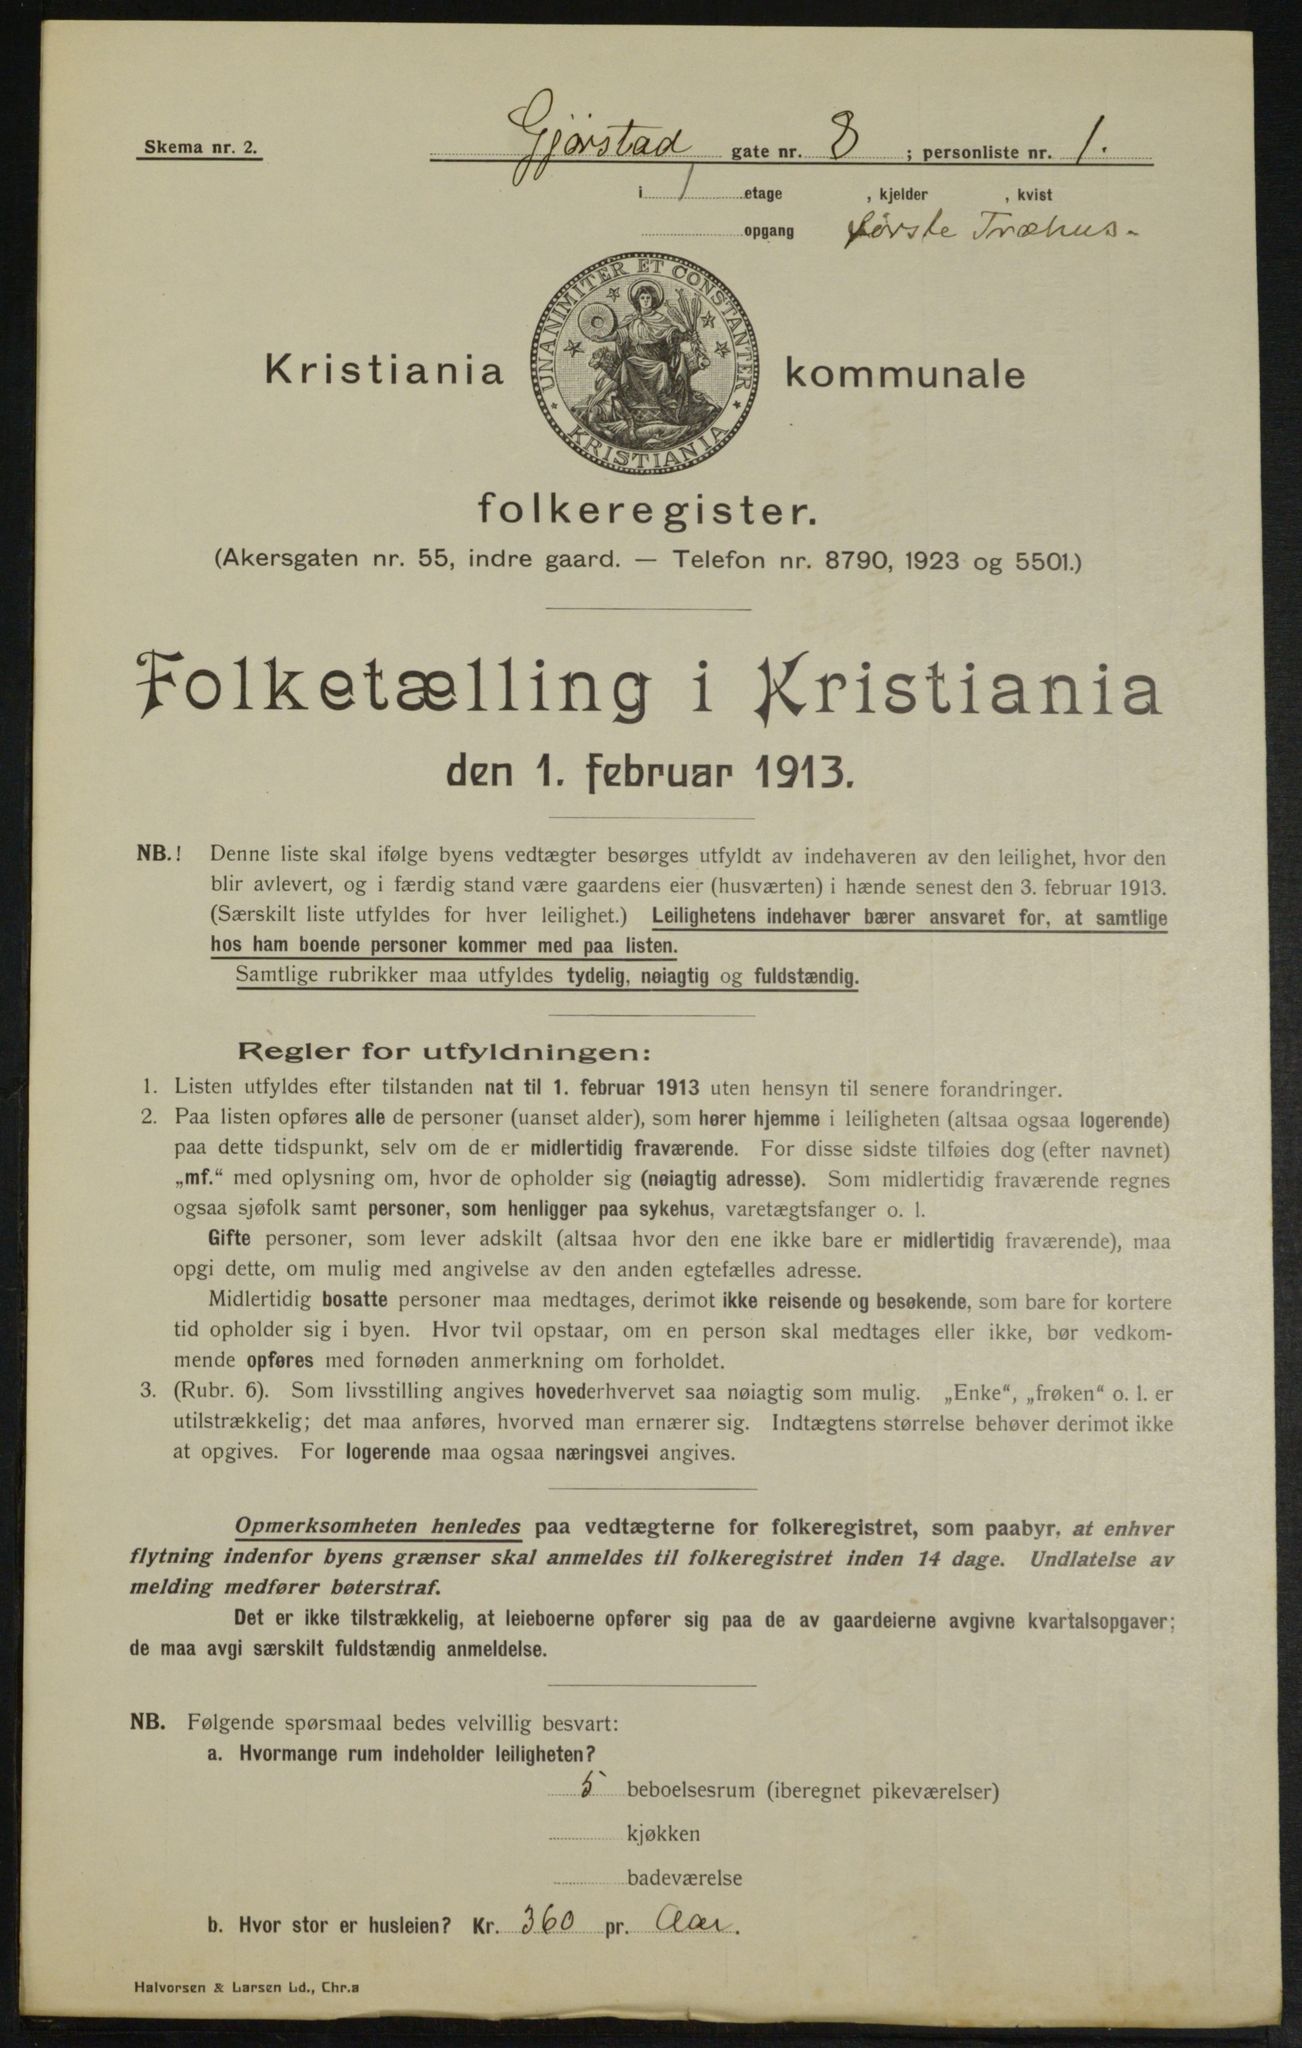 Skema nr. 2.
Gjørstad gate nr. 8 ; personliste nr. 1.
i 1 etage , kjelder , kvist
opgang første Træhus.
UNANIMITER ET CONSTANTER
KRISTIANIA
Kristiania kommunale
folkeregister.
(Akersgaten nr. 55, indre gaard. — Telefon nr. 8790, 1923 og 5501.)
Folketælling i Kristiania
den 1. februar 1913.
NB.! Denne liste skal ifølge byens vedtægter besørges utfyldt av indehaveren av den leilighet, hvor den
blir avlevert, og i færdig stand være gaardens eier (husværten) i hænde senest den 3. februar 1913.
(Særskilt liste utfyldes for hver leilighet.) Leilighetens indehaver bærer ansvaret for, at samtlige
hos ham boende personer kommer med paa listen.
Samtlige rubrikker maa utfyldes tydelig, nøiagtig og fuldstændig.
Regler for utfyldningen:
1. Listen utfyldes efter tilstanden nat til 1. februar 1913 uten hensyn til senere forandringer.
2. Paa listen opføres alle de personer (uanset alder), som hører hjemme i leiligheten (altsaa ogsaa logerende)
paa dette tidspunkt, selv om de er midlertidig fraværende. For disse sidste tilføies dog (efter navnet)
„mf.“ med oplysning om, hvor de opholder sig (nøiagtig adresse). Som midlertidig fraværende regnes
ogsaa sjøfolk samt personer, som henligger paa sykehus, varetægtsfanger o. l.
Gifte personer, som lever adskilt (altsaa hvor den ene ikke bare er midlertidig fraværende), maa
opgi dette, om mulig med angivelse av den anden egtefælles adresse.
Midlertidig bosatte personer maa medtages, derimot ikke reisende og besøkende, som bare for kortere
tid opholder sig i byen. Hvor tvil opstaar, om en person skal medtages eller ikke, bør vedkom-
mende opføres med fornøden anmerkning om forholdet.
3. (Rubr. 6). Som livsstilling angives hovederhvervet saa nøiagtig som mulig. „Enke“, „frøken“ o. l. er
utilstrækkelig; det maa anføres, hvorved man ernærer sig. Indtægtens størrelse behøver derimot ikke
at opgives. For logerende maa ogsaa næringsvei angives.
Opmerksomheten henledes paa vedtægterne for folkeregistret, som paabyr, at enhver
flytning indenfor byens grænser skal anmeldes til folkeregistret inden 14 dage. Undlatelse av
melding medfører bøterstraf.
Det er ikke tilstrækkelig, at leieboerne opfører sig paa de av gaardeierne avgivne kvartalsopgaver;
de maa avgi særskilt fuldstændig anmeldelse.
NB. Følgende spørsmaal bedes velvillig besvart:
a. Hvormange rum indeholder leiligheten?
5 beboelsesrum (iberegnet pikeværelser)
kjøkken
badeværelse
b. Hvor stor er husleien? Kr. 360 pr. Aar.
Halvorsen & Larsen Ld., Chr.a